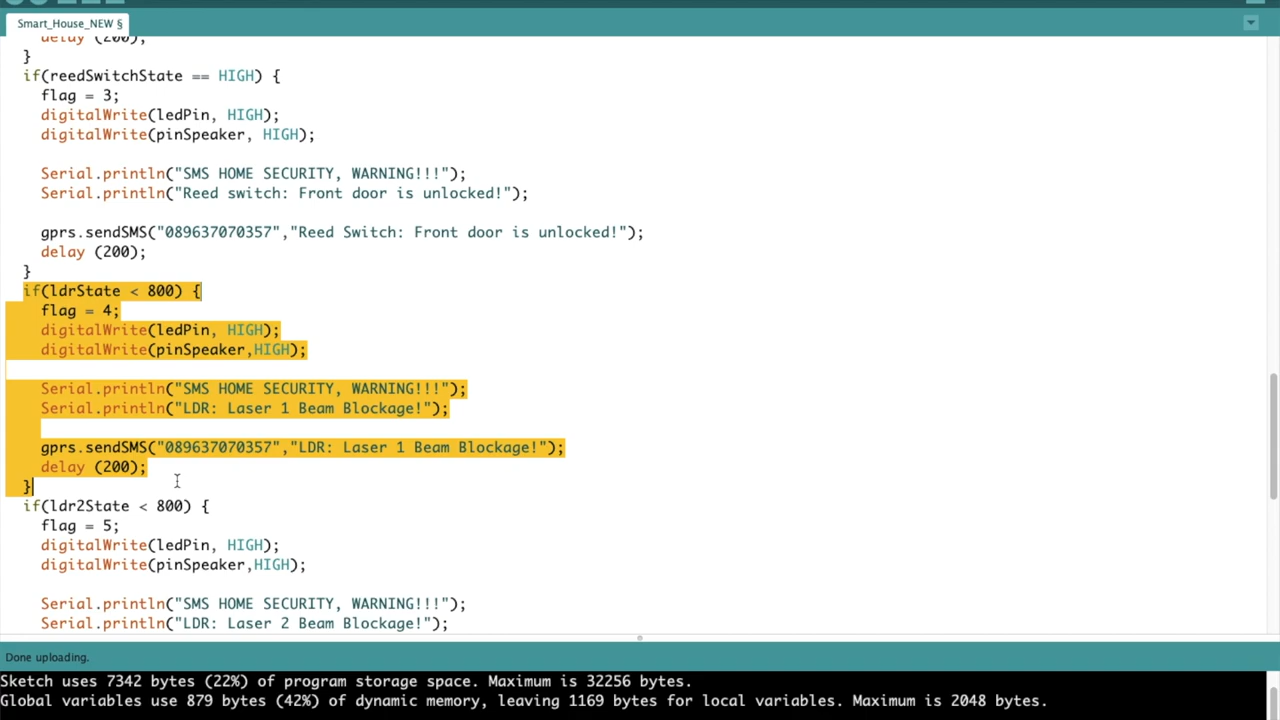 Smart_House_NEW §
delay (200);
}
if(reedSwitchState == HIGH) {
flag = 3;
digitalWrite(ledPin, HIGH);
digitalWrite(pinSpeaker, HIGH);
Serial.println("SMS HOME SECURITY, WARNING!!!");
Serial.println("Reed switch: Front door is unlocked!");
gprs.sendSMS("089637070357","Reed Switch: Front door is unlocked!");
delay (200);
}
if(ldrState < 800) {
flag = 4;
digitalWrite(ledPin, HIGH);
digitalWrite(pinSpeaker,HIGH);
Serial.println("SMS HOME SECURITY, WARNING!!!");
Serial.println("LDR: Laser 1 Beam Blockage!");
gprs.sendSMS("089637070357","LDR: Laser 1 Beam Blockage!");
delay (200);
}
if(ldr2State < 800) {
flag = 5;
digitalWrite(ledPin, HIGH);
digitalWrite(pinSpeaker,HIGH);
Serial.println("SMS HOME SECURITY, WARNING!!!");
Serial.println("LDR: Laser 2 Beam Blockage!");
Done uploading.
Sketch uses 7342 bytes (22%) of program storage space. Maximum is 32256 bytes.
Global variables use 879 bytes (42%) of dynamic memory, leaving 1169 bytes for local variables. Maximum is 2048 bytes.